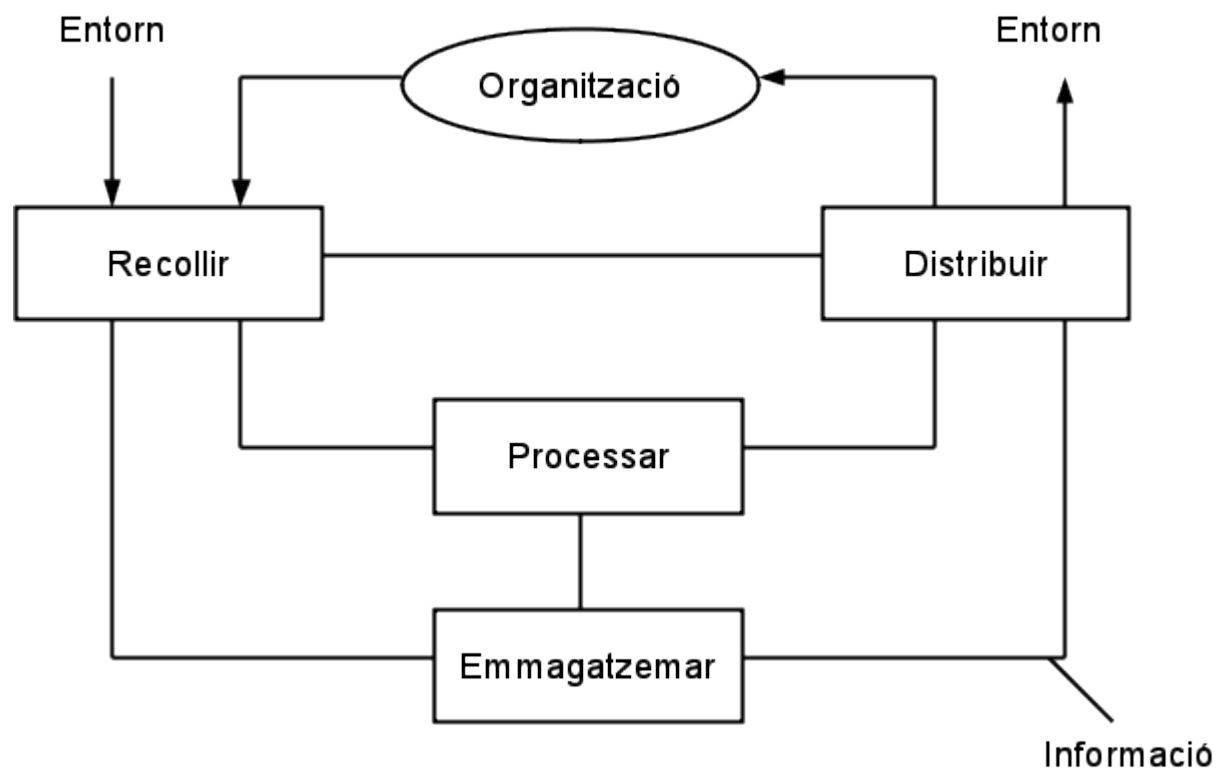 Entorn
Entorn
Organització
Recollir
Distribuir
Processar
Emmagatzemar
Informació